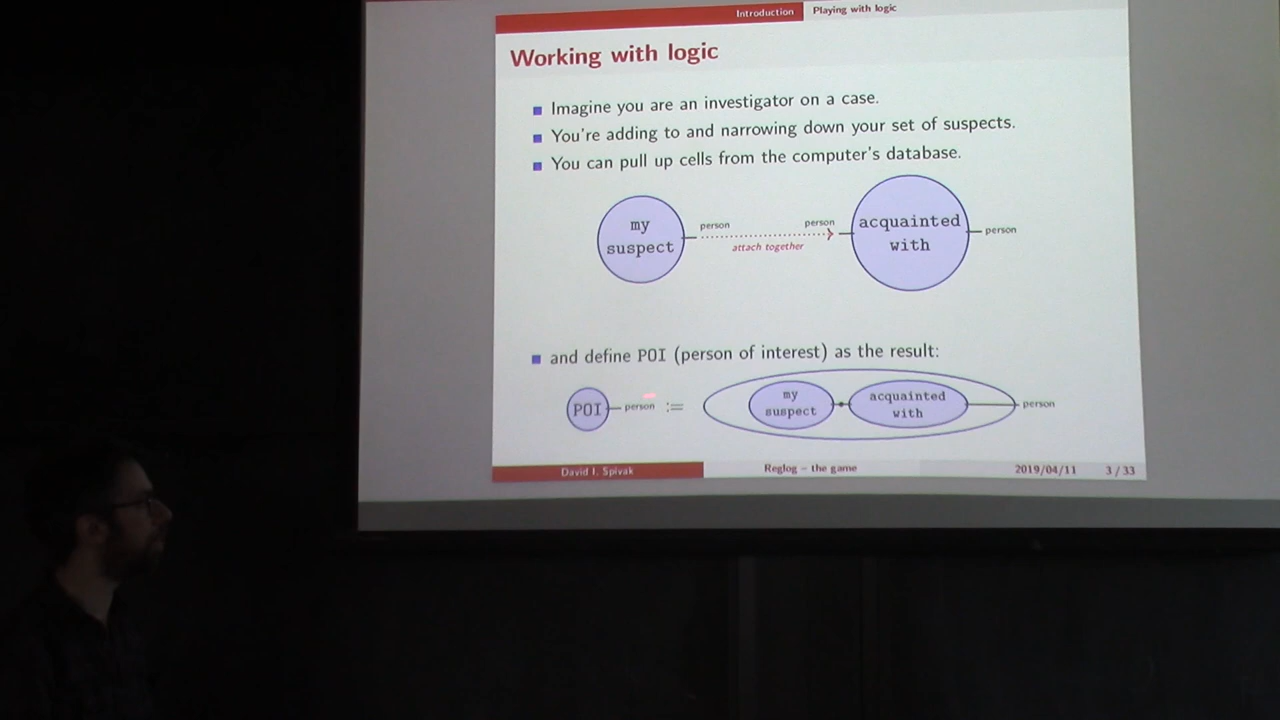 Introduction Playing with logic
Working with logic
Imagine you are an investigator on a case.
You're adding to and narrowing down your set of suspects.
You can pull up cells from the computer's database.
my suspect
person
person
attach together
acquainted with
person
and define POI (person of interest) as the result:
POI
person
:=
my suspect
acquainted with
person
David I. Spivak Reglog – the game 2019/04/11 3 / 33